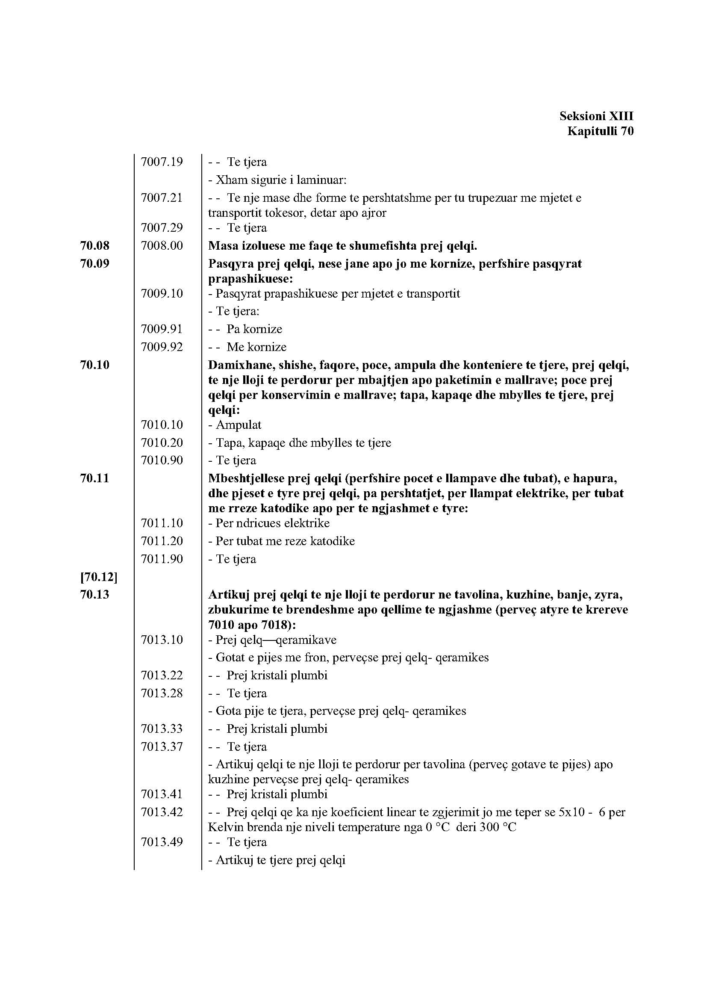 Seksioni XIII
Kapitulli 70
7007.19 - -  Te tjera
- Xham sigurie i laminuar:
7007.21 - -  Te nje mase dhe forme te pershtatshme per tu trupezuar me mjetet e
transportit tokesor, detar apo ajror
7007.29 - -  Te tjera
70.08 7008.00 Masa izoluese me faqe te shumefishta prej qelqi.
70.09 Pasqyra prej qelqi, nese jane apo jo me kornize, perfshire pasqyrat
prapashikuese:
7009.10 - Pasqyrat prapashikuese per mjetet e transportit
- Te tjera:
7009.91 - -  Pa kornize
7009.92 - -  Me kornize
70.10 Damixhane, shishe, faqore, poce, ampula dhe konteniere te tjere, prej qelqi,
te nje lloji te perdorur per mbajtjen apo paketimin e mallrave; poce prej
qelqi per konservimin e mallrave; tapa, kapaqe dhe mbylles te tjere, prej
qelqi:
7010.10 - Ampulat
7010.20 - Tapa, kapaqe dhe mbylles te tjere
7010.90 - Te tjera
70.11 Mbeshtjellese prej qelqi (perfshire pocet e llampave dhe tubat), e hapura,
dhe pjeset e tyre prej qelqi, pa pershtatjet, per llampat elektrike, per tubat
me rreze katodike apo per te ngjashmet e tyre:
7011.10 - Per ndricues elektrike
7011.20 - Per tubat me reze katodike
7011.90 - Te tjera
[70.12]
70.13 Artikuj prej qelqi te nje lloji te perdorur ne tavolina, kuzhine, banje, zyra,
zbukurime te brendeshme apo qellime te ngjashme (perveç atyre te krereve
7010 apo 7018):
7013.10 - Prej qelq—qeramikave
- Gotat e pijes me fron, perveçse prej qelq- qeramikes
7013.22 - -  Prej kristali plumbi
7013.28 - -  Te tjera
- Gota pije te tjera, perveçse prej qelq- qeramikes
7013.33 - -  Prej kristali plumbi
7013.37 - -  Te tjera
- Artikuj qelqi te nje lloji te perdorur per tavolina (perveç gotave te pijes) apo
kuzhine perveçse prej qelq- qeramikes
7013.41 - -  Prej kristali plumbi
7013.42 - -  Prej qelqi qe ka nje koeficient linear te zgjerimit jo me teper se 5x10 -  6 per
Kelvin brenda nje niveli temperature nga 0 °C  deri 300 °C
7013.49 - -  Te tjera
- Artikuj te tjere prej qelqi